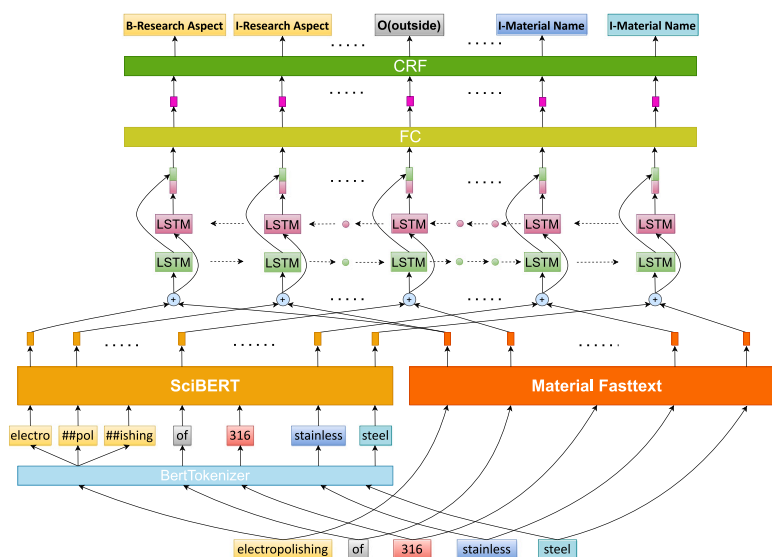 B-Research Aspect I-Research Aspect O(outside) I-Material Name I-Material Name
CRF
FC
LSTM LSTM LSTM LSTM LSTM
LSTM LSTM LSTM LSTM LSTM
+ + + + +
SciBERT Material Fasttext
electro ##pol ##ishing of 316 stainless steel
BertTokenizer
electropolishing of 316 stainless steel